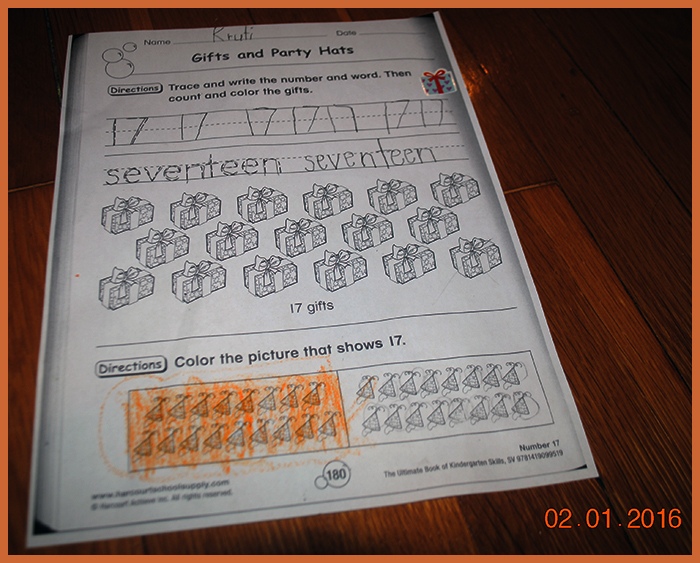 Name Kruti Date
Gifts and Party Hats
Directions Trace and write the number and word. Then
count and color the gifts.
17 17 17 17 17 17
seventeen seventeen
17 gifts
Directions Color the picture that shows 17.
www.harcourtschoolsupply.com
© Harcourt Achieve Inc. All rights reserved.
180
Number 17
The Ultimate Book of Kindergarten Skills, SV 9781419099519
02.01.2016